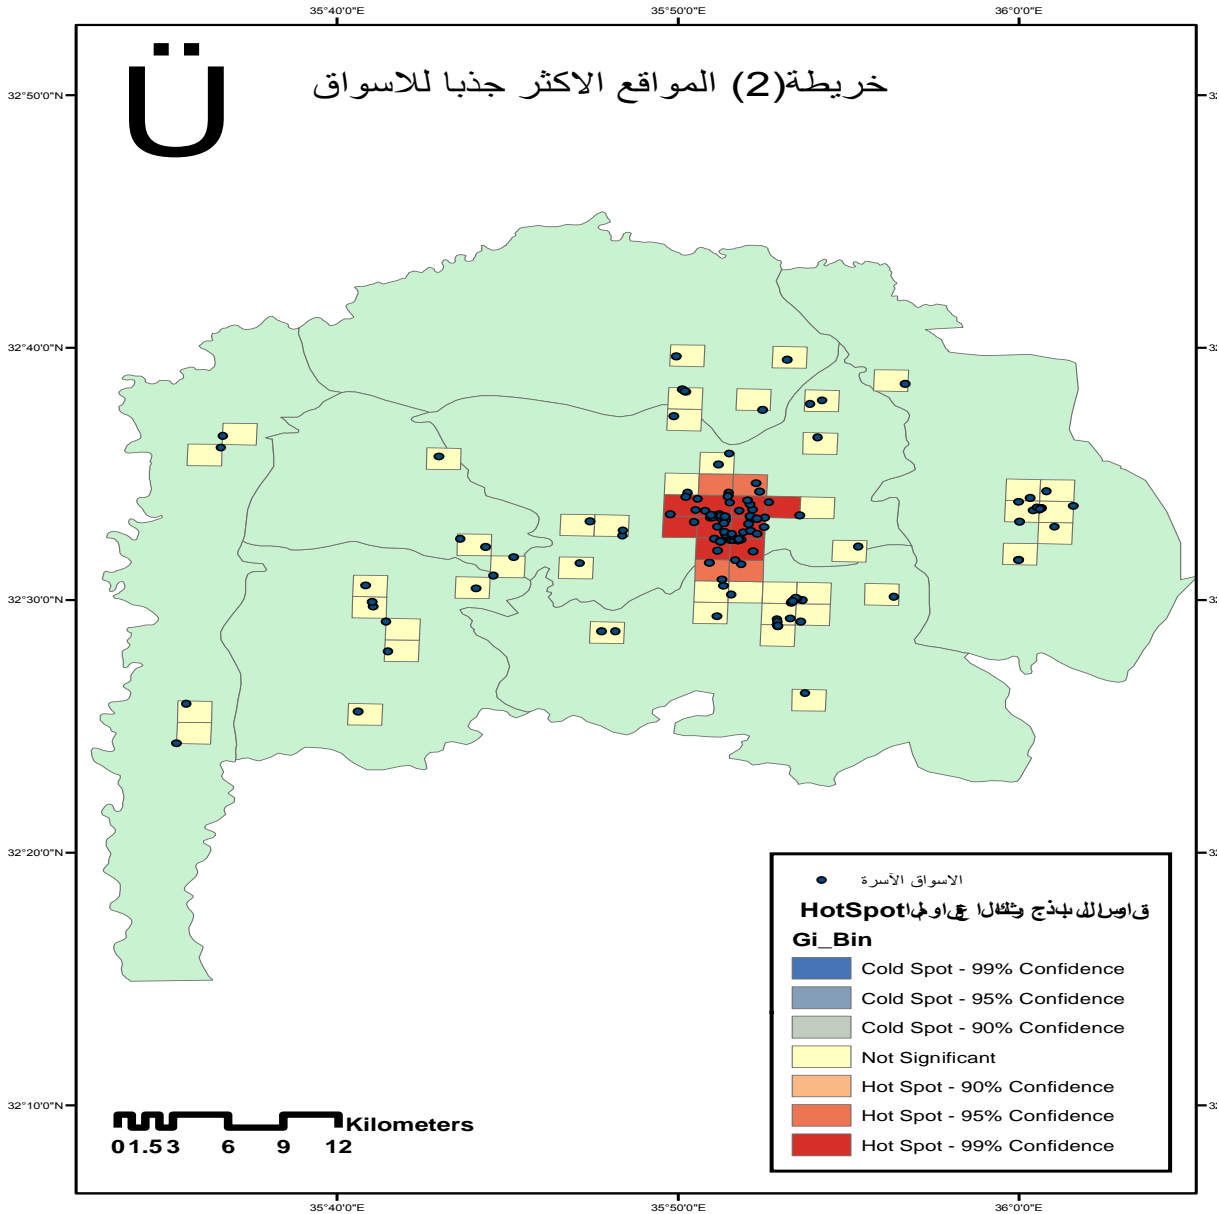 35°40'0"E 35°50'0"E 36°0'0"E
Ü
خريطة(2) المواقع الاكثر جذبا للاسواق
32°50'0"N
32°40'0"N
32°30'0"N
32°20'0"N
32°10'0"N
الاسواق الآسرة
HotSpot
Gi_Bin
Cold Spot - 99% Confidence
Cold Spot - 95% Confidence
Cold Spot - 90% Confidence
Not Significant
Hot Spot - 90% Confidence
Hot Spot - 95% Confidence
Hot Spot - 99% Confidence
Kilometers
0 1.5 3 6 9 12
35°40'0"E 35°50'0"E 36°0'0"E